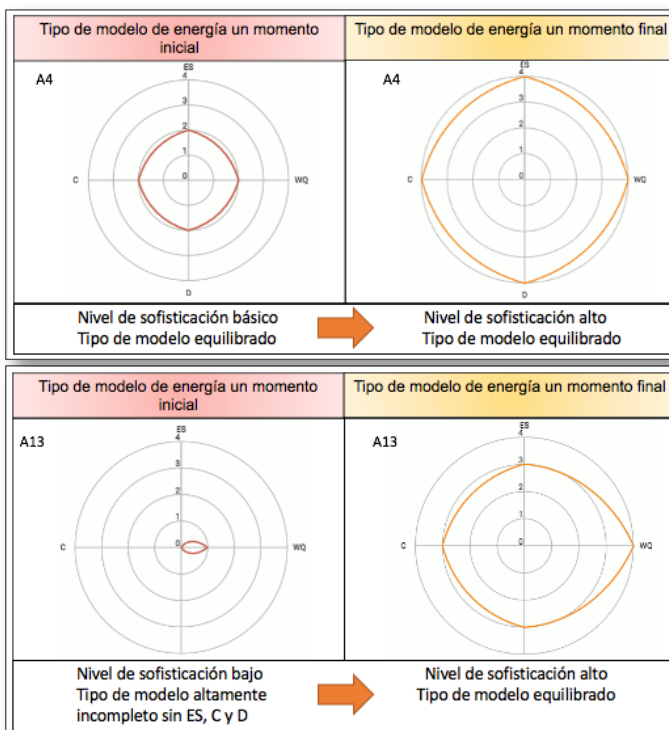 Tipo de modelo de energía un momento
inicial
Tipo de modelo de energía un momento final
A4
ES
4
3
2
1
0
C
WQ
D
A4
ES
4
3
2
1
0
C
WQ
D
Nivel de sofisticación básico
Tipo de modelo equilibrado
Nivel de sofisticación alto
Tipo de modelo equilibrado
Tipo de modelo de energía un momento
inicial
Tipo de modelo de energía un momento final
A13
ES
4
3
2
1
0
C
WQ
A13
ES
4
3
2
1
0
C
WQ
Nivel de sofisticación bajo
Tipo de modelo altamente
incompleto sin ES, C y D
Nivel de sofisticación alto
Tipo de modelo equilibrado